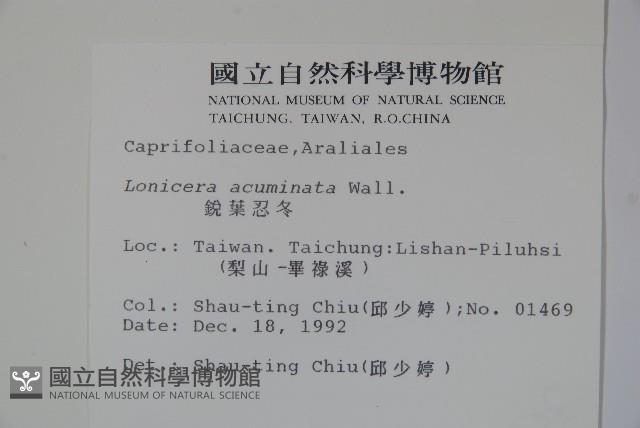 國立自然科學博物館
NATIONAL MUSEUM OF NATURAL SCIENCE
TAICHUNG, TAIWAN, R.O.CHINA
Caprifoliaceae,Araliales
Lonicera acuminata Wall.
銳葉忍冬
Loc.: Taiwan. Taichung:Lishan-Piluhsi
(梨山-畢祿溪)
Col.: Shau-ting Chiu(邱少婷);No. 01469
Date: Dec. 18, 1992
Det.: Shau-ting Chiu(邱少婷)
國立自然科學博物館
NATIONAL MUSEUM OF NATURAL SCIENCE